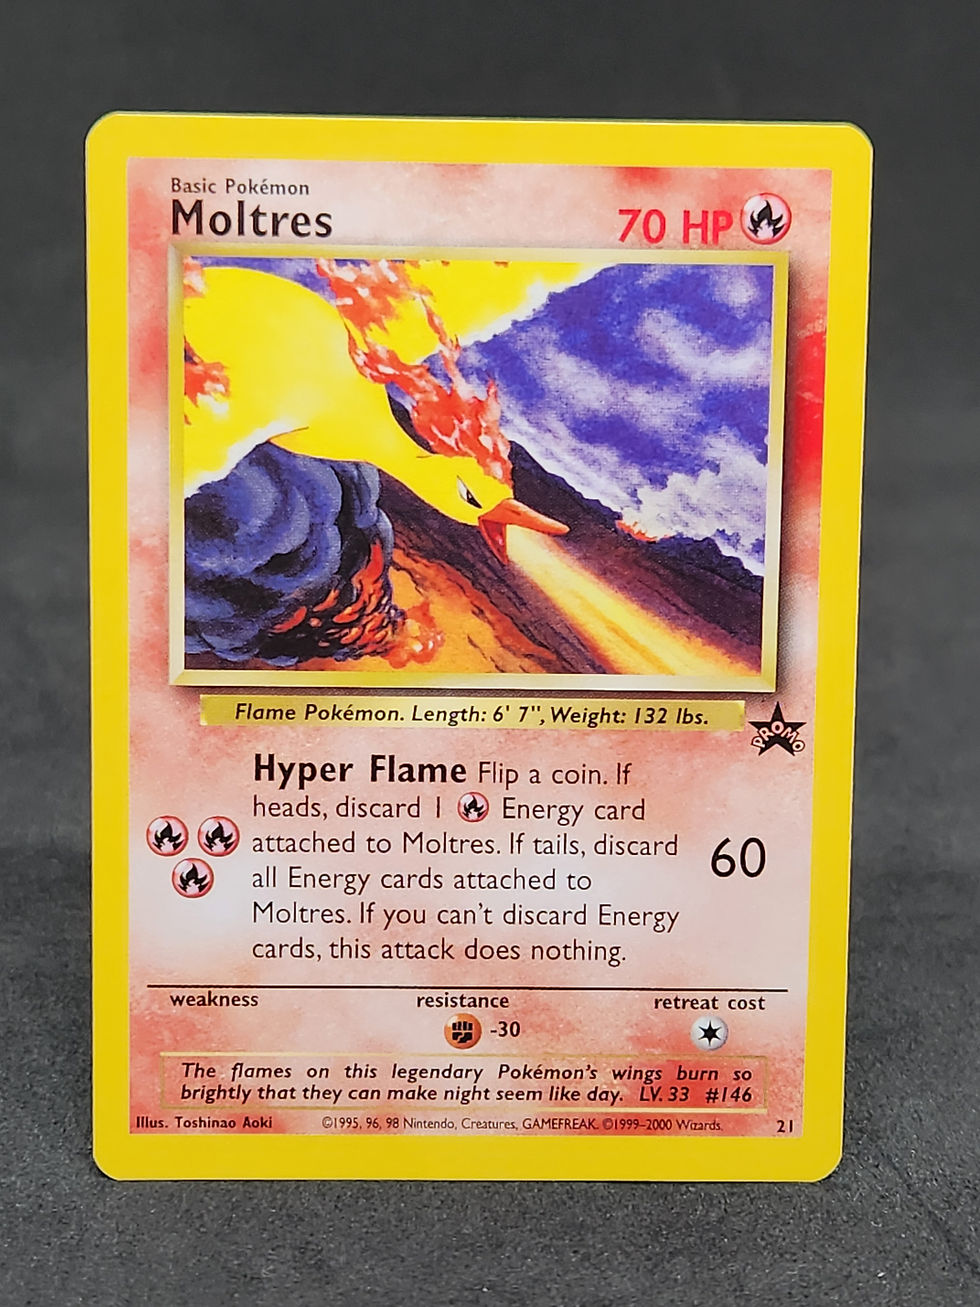 Basic Pokémon
Moltres
70 HP
Flame Pokémon. Length: 6' 7", Weight: 132 lbs.
PROMO
Hyper Flame Flip a coin. If
heads, discard 1 Energy card
attached to Moltres. If tails, discard
all Energy cards attached to
Moltres. If you can't discard Energy
cards, this attack does nothing.
60
weakness
resistance
retreat cost
-30
The flames on this legendary Pokémon's wings burn so
brightly that they can make night seem like day. LV. 33 #146
Illus. Toshinao Aoki
©1995, 96, 98 Nintendo, Creatures, GAMEFREAK. ©1999–2000 Wizards.
21